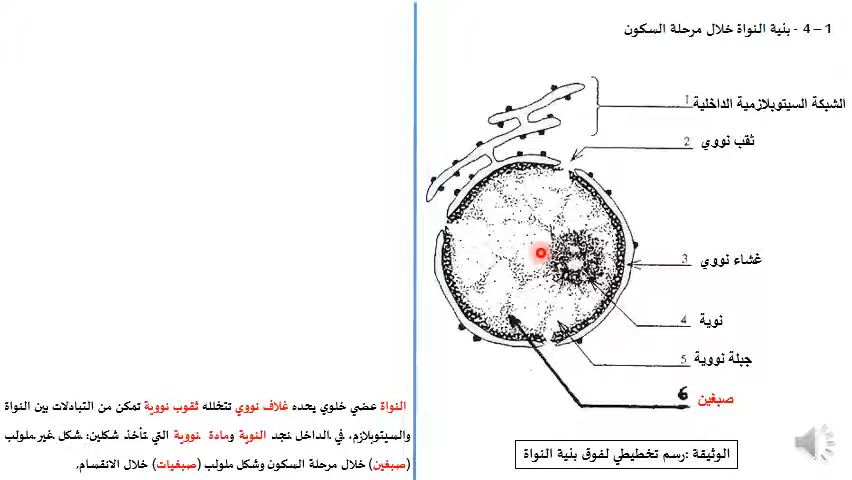 1 – 4 - بنية النواة خلال مرحلة السكون
الشبكة السيتوبلازمية الداخلية 1
ثقب نووي 2
غشاء نووي 3
نوية 4
جبلة نووية 5
صبغين 6
الوثيقة :رسم تخطيطي لفوق بنية النواة
النواة عضي خلوي يحده غلاف نووي تتخلله ثقوب نووية تمكن من التبادلات بين النواة
والسيتوبلازم، في الداخل نجد النوية ومادة نووية التي تأخذ شكلين: شكل غير ملولب
(صبغين) خلال مرحلة السكون وشكل ملولب (صبغيات) خلال الانقسام.